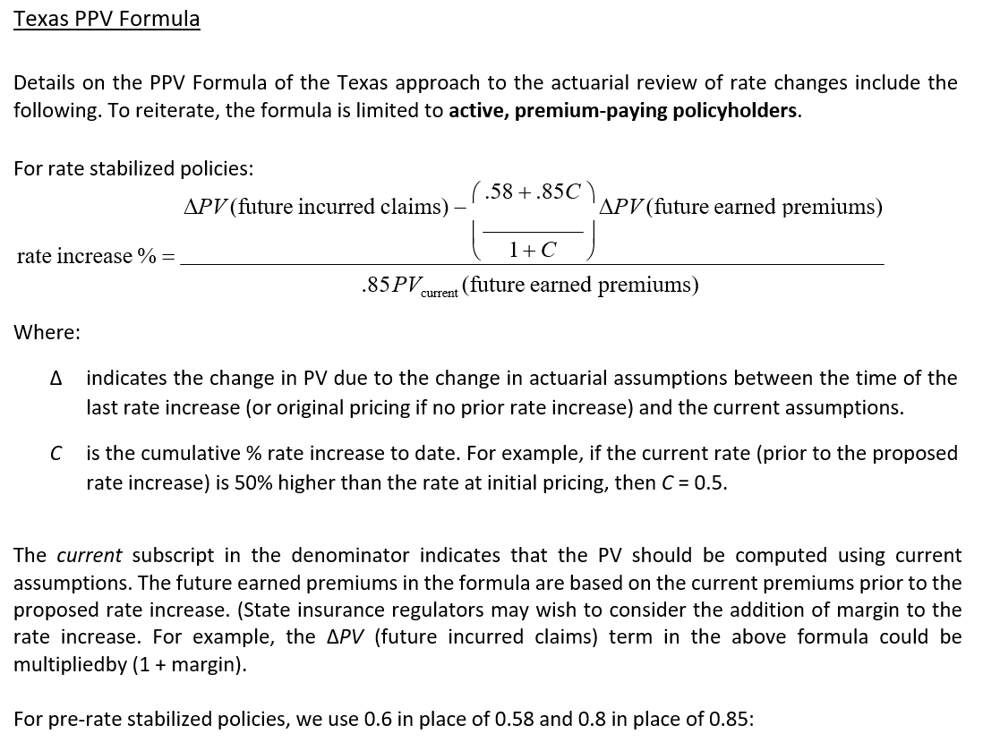 Texas PPV Formula
Details on the PPV Formula of the Texas approach to the actuarial review of rate changes include the
following. To reiterate, the formula is limited to active, premium-paying policyholders.
For rate stabilized policies:
rate increase % =
ΔPV(future incurred claims) – (.58 + .85C / 1 + C) ΔPV(future earned premiums)
.85PVcurrent (future earned premiums)
Where:
Δ indicates the change in PV due to the change in actuarial assumptions between the time of the
last rate increase (or original pricing if no prior rate increase) and the current assumptions.
C is the cumulative % rate increase to date. For example, if the current rate (prior to the proposed
rate increase) is 50% higher than the rate at initial pricing, then C = 0.5.
The current subscript in the denominator indicates that the PV should be computed using current
assumptions. The future earned premiums in the formula are based on the current premiums prior to the
proposed rate increase. (State insurance regulators may wish to consider the addition of margin to the
rate increase. For example, the ΔPV (future incurred claims) term in the above formula could be
multipliedby (1 + margin).
For pre-rate stabilized policies, we use 0.6 in place of 0.58 and 0.8 in place of 0.85: